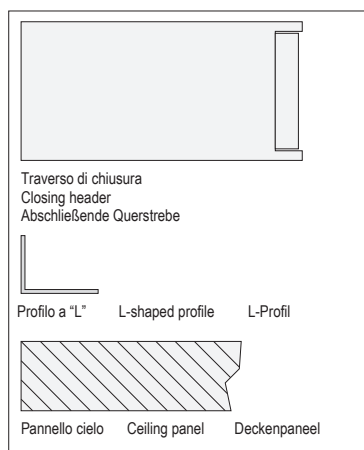 Traverso di chiusura
Closing header
Abschließende Querstrebe
Profilo a “L” L-shaped profile L-Profil
Pannello cielo Ceiling panel Deckenpaneel